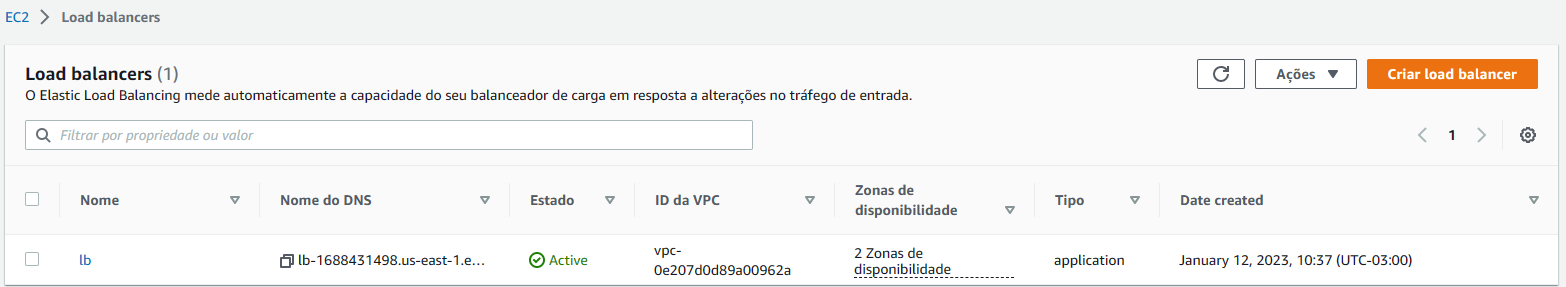 EC2 > Load balancers
Load balancers (1)
Ações
Criar load balancer
O Elastic Load Balancing mede automaticamente a capacidade do seu balanceador de carga em resposta a alterações no tráfego de entrada.
Filtrar por propriedade ou valor
1
Nome
Nome do DNS
Estado
ID da VPC
Zonas de
disponibilidade
Tipo
Date created
lb
lb-1688431498.us-east-1.e...
Active
vpc-
0e207d0d89a00962a
2 Zonas de
disponibilidade
application
January 12, 2023, 10:37 (UTC-03:00)